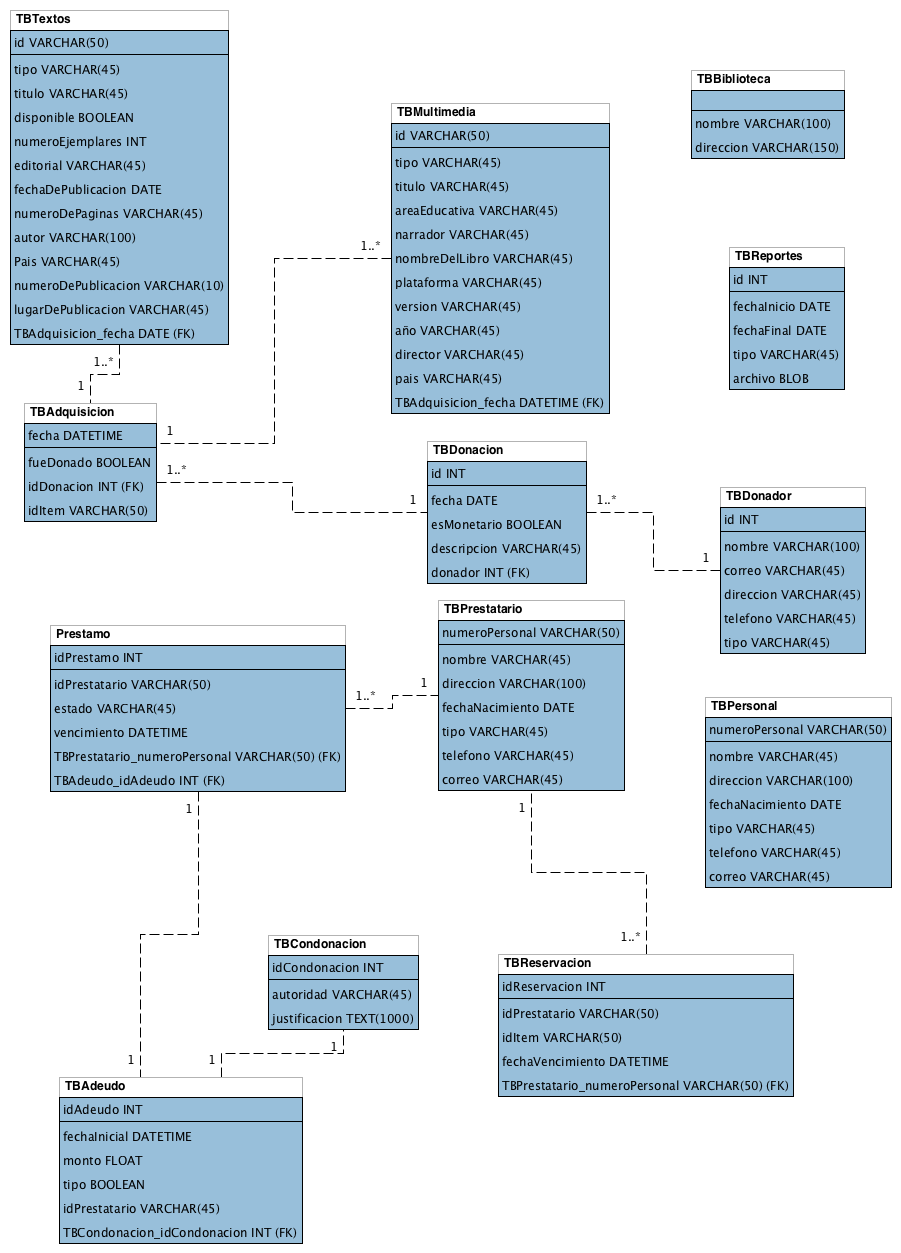 TBTextos
id VARCHAR(50)
tipo VARCHAR(45)
titulo VARCHAR(45)
disponible BOOLEAN
numeroEjemplares INT
editorial VARCHAR(45)
fechaDePublicacion DATE
numeroDePaginas VARCHAR(45)
autor VARCHAR(100)
Pais VARCHAR(45)
numeroDePublicacion VARCHAR(10)
lugarDePublicacion VARCHAR(45)
TBAdquisicion_fecha DATE (FK)
1..*
1
TBMultimedia
id VARCHAR(50)
tipo VARCHAR(45)
titulo VARCHAR(45)
areaEducativa VARCHAR(45)
narrador VARCHAR(45)
nombreDelLibro VARCHAR(45)
plataforma VARCHAR(45)
version VARCHAR(45)
año VARCHAR(45)
director VARCHAR(45)
pais VARCHAR(45)
TBAdquisicion_fecha DATETIME (FK)
1..*
1
TBBiblioteca
nombre VARCHAR(100)
direccion VARCHAR(150)
TBReportes
id INT
fechaInicio DATE
fechaFinal DATE
tipo VARCHAR(45)
archivo BLOB
TBAdquisicion
fecha DATETIME
fueDonado BOOLEAN
idDonacion INT (FK)
idItem VARCHAR(50)
1..*
1
TBDonacion
id INT
fecha DATE
esMonetario BOOLEAN
descripcion VARCHAR(45)
donador INT (FK)
1..*
1
TBDonador
id INT
nombre VARCHAR(100)
correo VARCHAR(45)
direccion VARCHAR(45)
telefono VARCHAR(45)
tipo VARCHAR(45)
Prestamo
idPrestamo INT
idPrestatario VARCHAR(50)
estado VARCHAR(45)
vencimiento DATETIME
TBPrestatario_numeroPersonal VARCHAR(50) (FK)
TBAdeudo_idAdeudo INT (FK)
1..*
1
TBPrestatario
numeroPersonal VARCHAR(50)
nombre VARCHAR(45)
direccion VARCHAR(100)
fechaNacimiento DATE
tipo VARCHAR(45)
telefono VARCHAR(45)
correo VARCHAR(45)
TBPersonal
numeroPersonal VARCHAR(50)
nombre VARCHAR(45)
direccion VARCHAR(100)
fechaNacimiento DATE
tipo VARCHAR(45)
telefono VARCHAR(45)
correo VARCHAR(45)
1
1
1..*
TBCondonacion
idCondonacion INT
autoridad VARCHAR(45)
justificacion TEXT(1000)
1
1
1
TBReservacion
idReservacion INT
idPrestatario VARCHAR(50)
idItem VARCHAR(50)
fechaVencimiento DATETIME
TBPrestatario_numeroPersonal VARCHAR(50) (FK)
TBAdeudo
idAdeudo INT
fechaInicial DATETIME
monto FLOAT
tipo BOOLEAN
idPrestatario VARCHAR(45)
TBCondonacion_idCondonacion INT (FK)